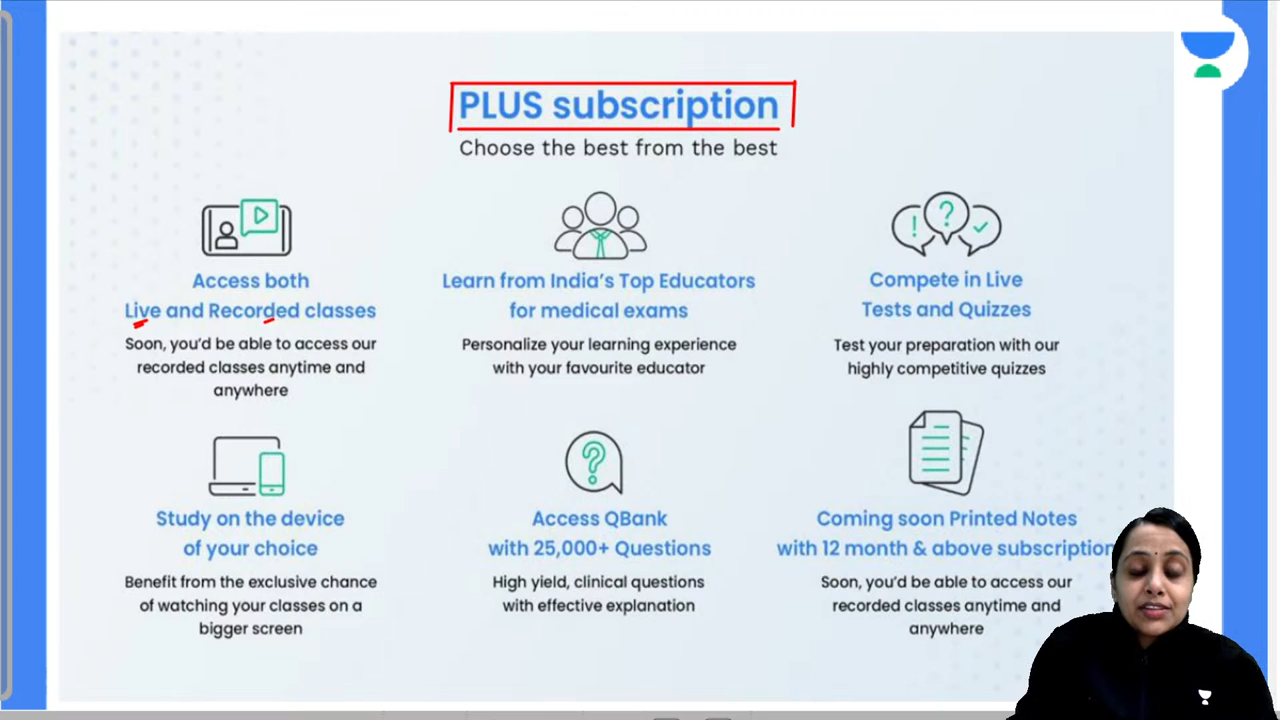 PLUS subscription
Choose the best from the best
Access both
Live and Recorded classes
Soon, you'd be able to access our
recorded classes anytime and
anywhere
Learn from India's Top Educators
for medical exams
Personalize your learning experience
with your favourite educator
Compete in Live
Tests and Quizzes
Test your preparation with our
highly competitive quizzes
Study on the device
of your choice
Benefit from the exclusive chance
of watching your classes on a
bigger screen
Access QBank
with 25,000+ Questions
High yield, clinical questions
with effective explanation
Coming soon Printed Notes
with 12 month & above subscription
Soon, you'd be able to access our
recorded classes anytime and
anywhere